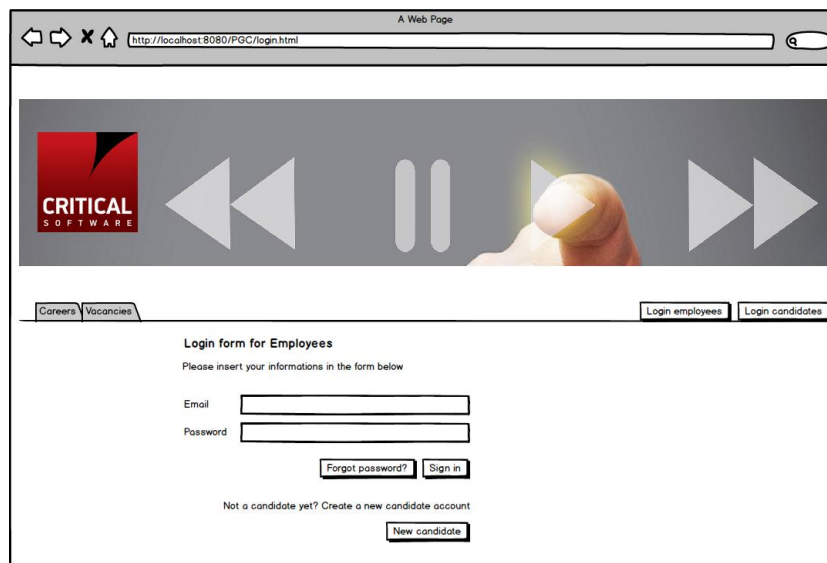 A Web Page
http://localhost:8080/PGC/login.html
CRITICAL
SOFTWARE
Careers Vacancies Login employees Login candidates
Login form for Employees
Please insert your informations in the form below
Email
Password
Forgot password? Sign in
Not a candidate yet? Create a new candidate account
New candidate